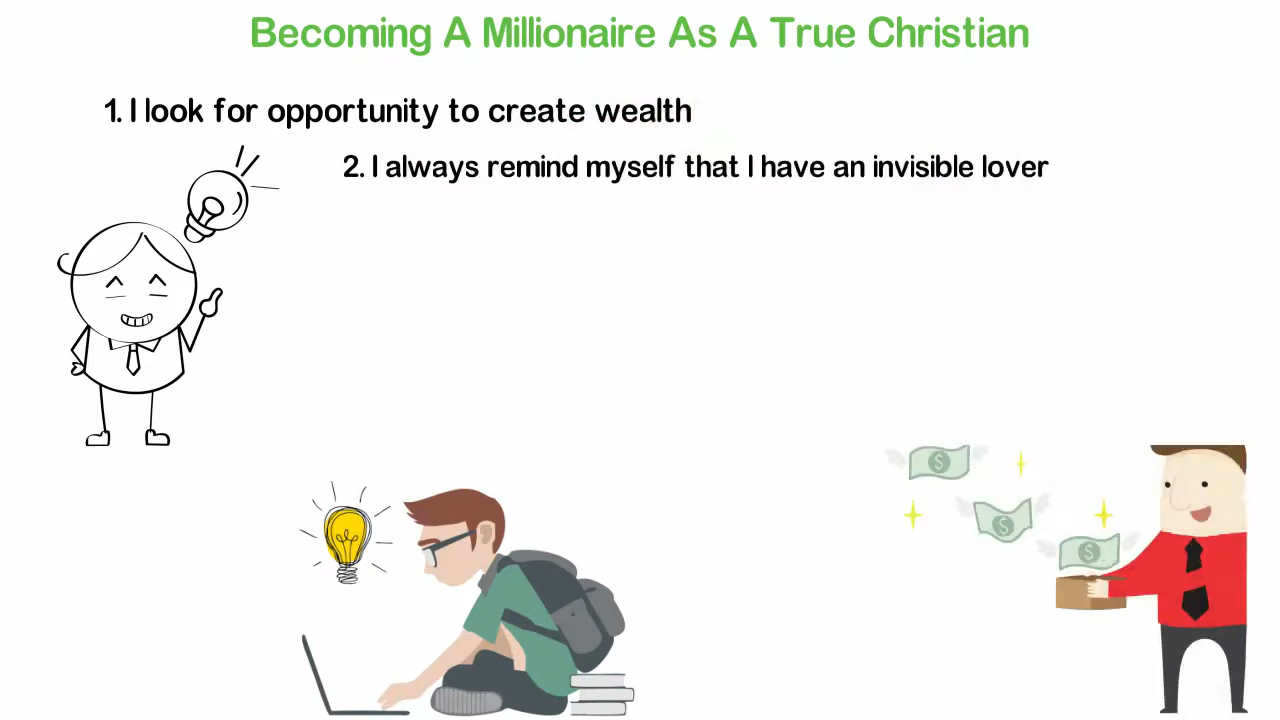 Becoming A Millionaire As A True Christian
1. I look for opportunity to create wealth
2. I always remind myself that I have an invisible lover
$
$
$